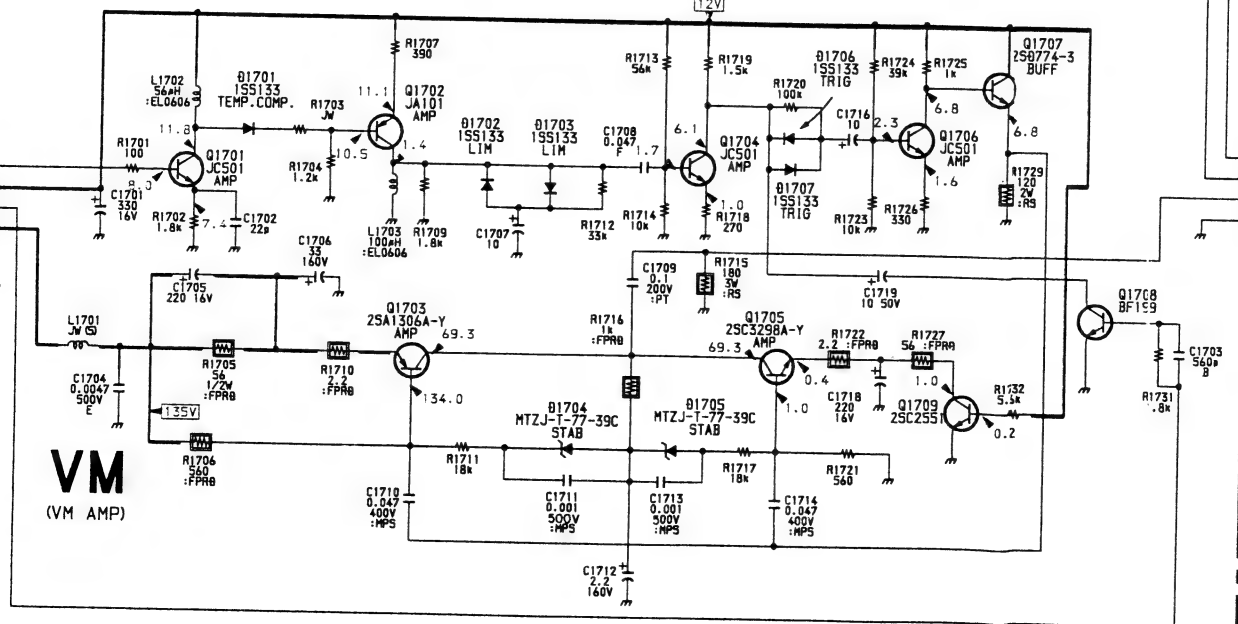 12V
R1707
390
L1702
56μH
:EL0606
D1701
1SS133
TEMP.COMP.
R1703
JW
11.1
Q1702
JA101
AMP
11.8
R1701
100
Q1701
JC501
AMP
8.0
10.5
1.4
R1704
1.2k
C1701
330
16V
R1702
1.8k
7.4
C1702
22p
D1702
1SS133
LIM
D1703
1SS133
LIM
C1708
0.047
F
1.7
L1703
100μH
:EL0606
R1709
1.8k
C1707
10
R1712
33k
R1713
56k
R1719
1.5k
6.1
Q1704
JC501
AMP
R1714
10k
1.0
R1718
270
D1706
1SS133
TRIG
R1720
100k
C1716
10
D1707
1SS133
TRIG
R1724
39k
R1725
1k
2.3
6.8
Q1706
JC501
AMP
1.6
R1723
10k
R1726
330
Q1707
2SD774-3
BUFF
6.8
R1729
120
2W
:RS
C1706
33
160V
C1705
220 16V
L1701
JW (S)
C1704
0.0047
500V
E
R1705
56
1/2W
:FPRD
R1710
2.2
:FPRD
135V
R1706
560
:FPRD
Q1703
2SA1306A-Y
AMP
69.3
134.0
C1709
0.1
200V
:PT
R1715
180
3W
:RS
R1716
1k
:FPRD
Q1705
2SC3298A-Y
AMP
69.3
0.4
1.0
C1719
10 50V
R1722
2.2 :FPRD
R1727
56 :FPRD
C1718
220
16V
1.0
Q1709
2SC2551
0.2
R1732
Q1708
BF199
C1703
560p
B
R1731
D1704
MTZJ-T-77-39C
STAB
D1705
MTZJ-T-77-39C
STAB
R1711
18k
R1717
18k
R1721
560
C1710
0.047
400V
:MPS
C1711
0.001
500V
:MPS
C1713
0.001
500V
:MPS
C1714
0.047
400V
:MPS
C1712
2.2
160V
VM
(VM AMP)